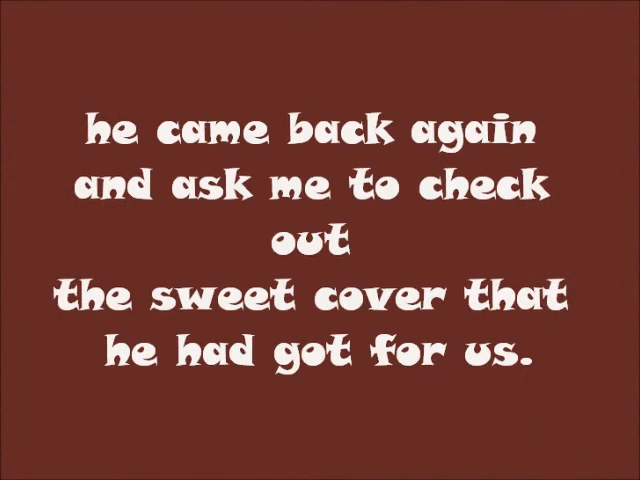 he came back again
and ask me to check
out
the sweet cover that
he had got for us.